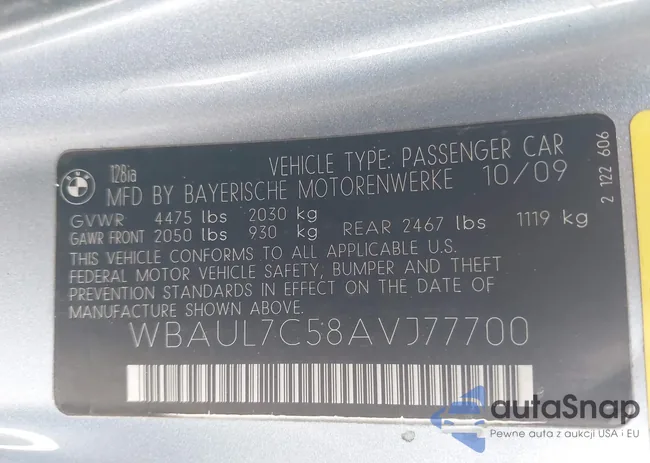 BMW
128ia
VEHICLE TYPE: PASSENGER CAR
MFD BY BAYERISCHE MOTORENWERKE 10/09
GVWR 4475 lbs 2030 kg
GAWR FRONT 2050 lbs 930 kg REAR 2467 lbs 1119 kg
THIS VEHICLE CONFORMS TO ALL APPLICABLE U.S.
FEDERAL MOTOR VEHICLE SAFETY, BUMPER AND THEFT
PREVENTION STANDARDS IN EFFECT ON THE DATE OF
MANUFACTURE SHOWN ABOVE.
WBAUL7C58AVJ77700
2 122 606
autoSnap
Pewne auta z aukcji USA i EU